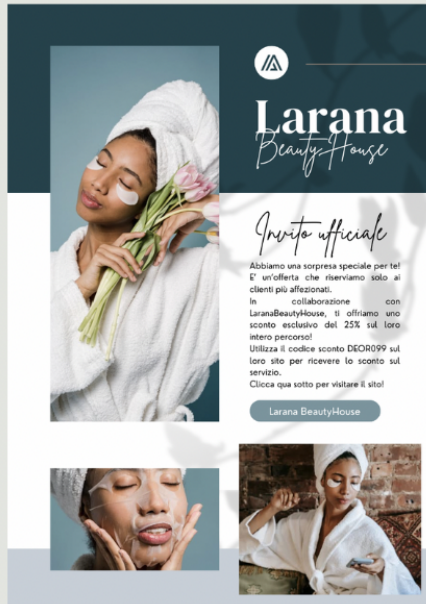 Larana
BeautyHouse
Invito ufficiale
Abbiamo una sorpresa speciale per te!
E' un'offerta che riserviamo solo ai
clienti più affezionati.
In collaborazione con
LaranaBeautyHouse, ti offriamo uno
sconto esclusivo del 25% sul loro
intero percorso!
Utilizza il codice sconto DEOR099 sul
loro sito per ricevere lo sconto sul
servizio.
Clicca qua sotto per visitare il sito!
Larana BeautyHouse